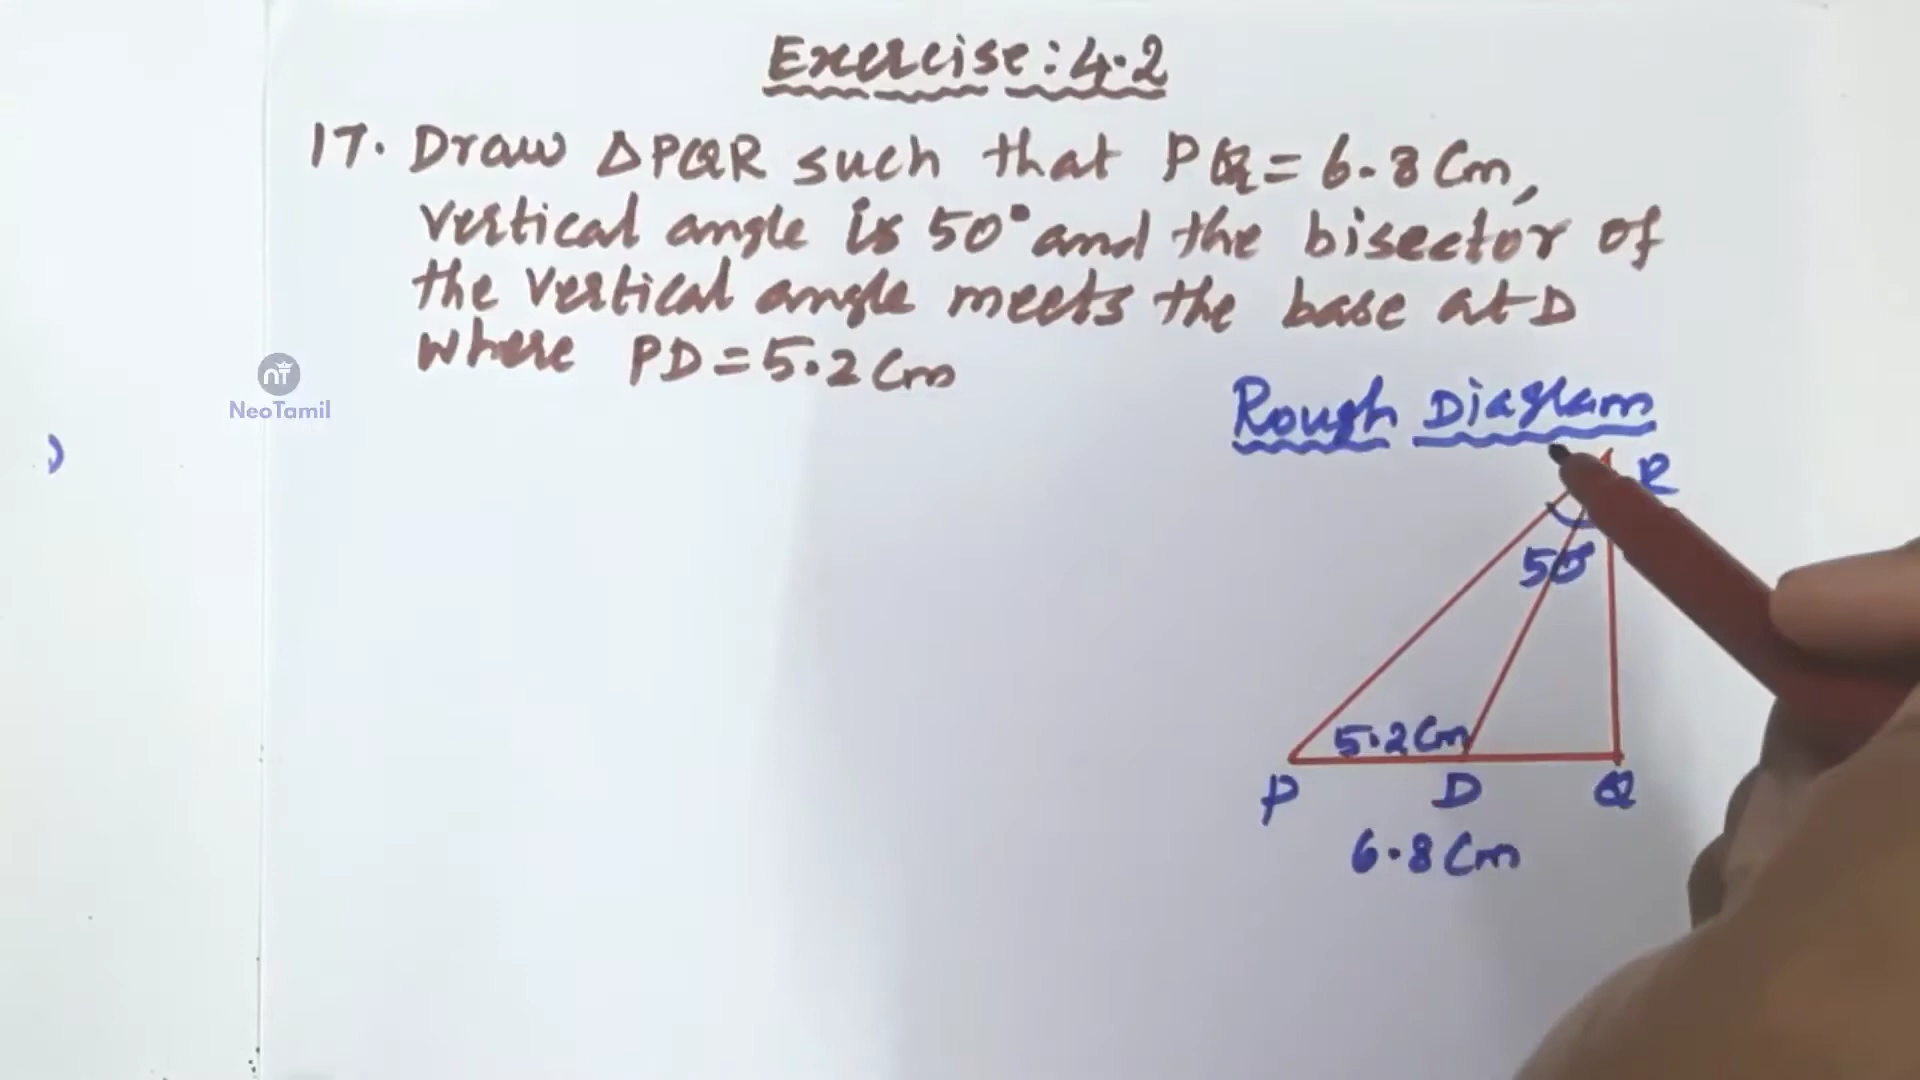 Exercise: 4.2
17. Draw ΔPQR such that PQ = 6.8 Cm,
vertical angle is 50° and the bisector of
the vertical angle meets the base at D
where PD = 5.2 Cm
NT
NeoTamil
Rough Diagram
R
50°
5.2 Cm
P D Q
6.8 Cm